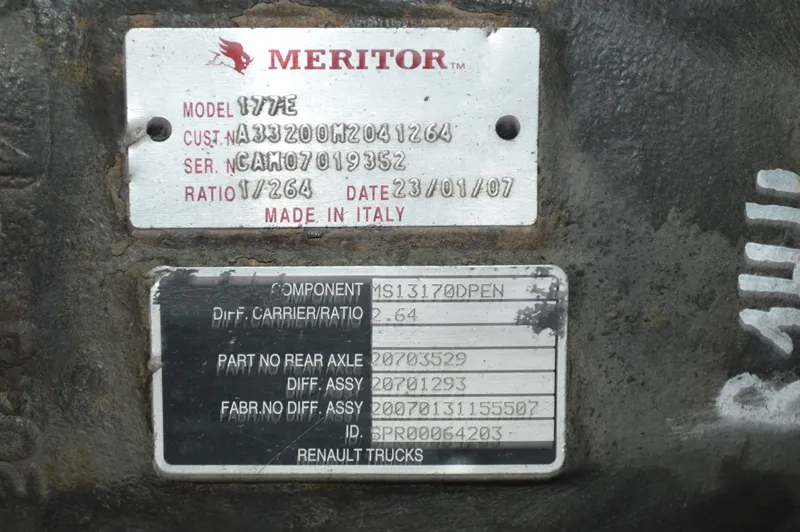 MERITOR™
MODEL 177E
CUST.N A33200M2041264
SER. N CAM07019352
RATIO 1/264 DATE 23/01/07
MADE IN ITALY
COMPONENT MS13170DPEN
DIFF. CARRIER/RATIO 2.64
PART NO REAR AXLE 20703529
DIFF. ASSY 20701293
FABR.NO DIFF. ASSY 20070131155507
ID. SPR00064203
RENAULT TRUCKS